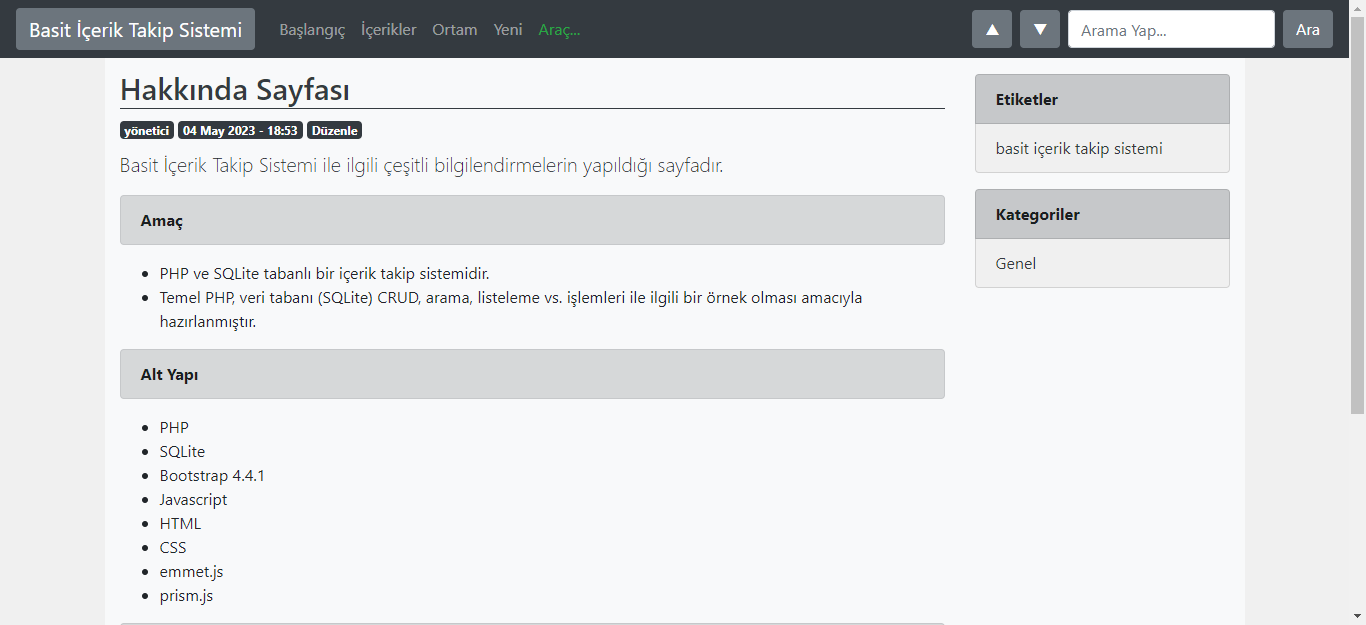 Basit İçerik Takip Sistemi Başlangıç İçerikler Ortam Yeni Araç... ▲ ▼ Arama Yap... Ara
Hakkında Sayfası
yönetici 04 May 2023 - 18:53 Düzenle
Basit İçerik Takip Sistemi ile ilgili çeşitli bilgilendirmelerin yapıldığı sayfadır.
Amaç
• PHP ve SQLite tabanlı bir içerik takip sistemidir.
• Temel PHP, veri tabanı (SQLite) CRUD, arama, listeleme vs. işlemleri ile ilgili bir örnek olması amacıyla
hazırlanmıştır.
Alt Yapı
• PHP
• SQLite
• Bootstrap 4.4.1
• Javascript
• HTML
• CSS
• emmet.js
• prism.js
Etiketler
basit içerik takip sistemi
Kategoriler
Genel